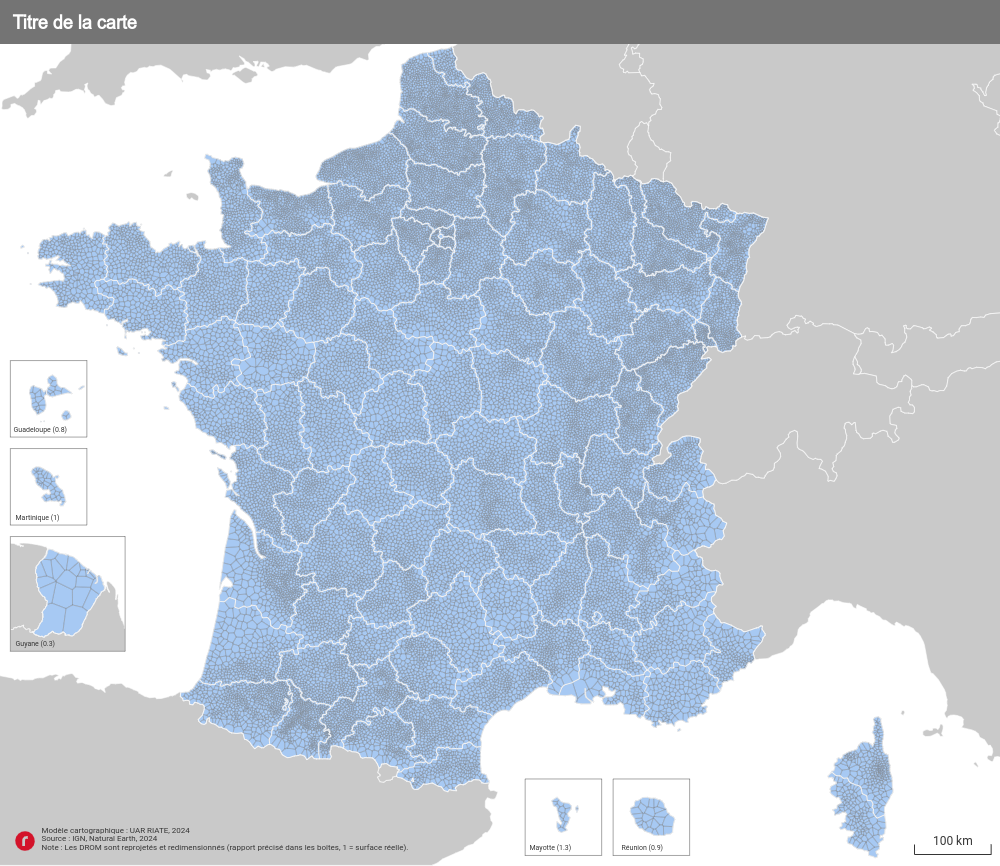 Titre de la carte
Guadeloupe (0.8)
Martinique (1)
Guyane (0.3)
Mayotte (1.3)
Réunion (0.9)
100 km
Modèle cartographique : UAR RIATE, 2024
Source : IGN, Natural Earth, 2024
Note : Les DROM sont reprojetés et redimensionnés (rapport précisé dans les boîtes, 1 = surface réelle).